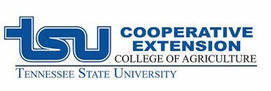 tsu
COOPERATIVE
EXTENSION
COLLEGE OF AGRICULTURE
TENNESSEE STATE UNIVERSITY